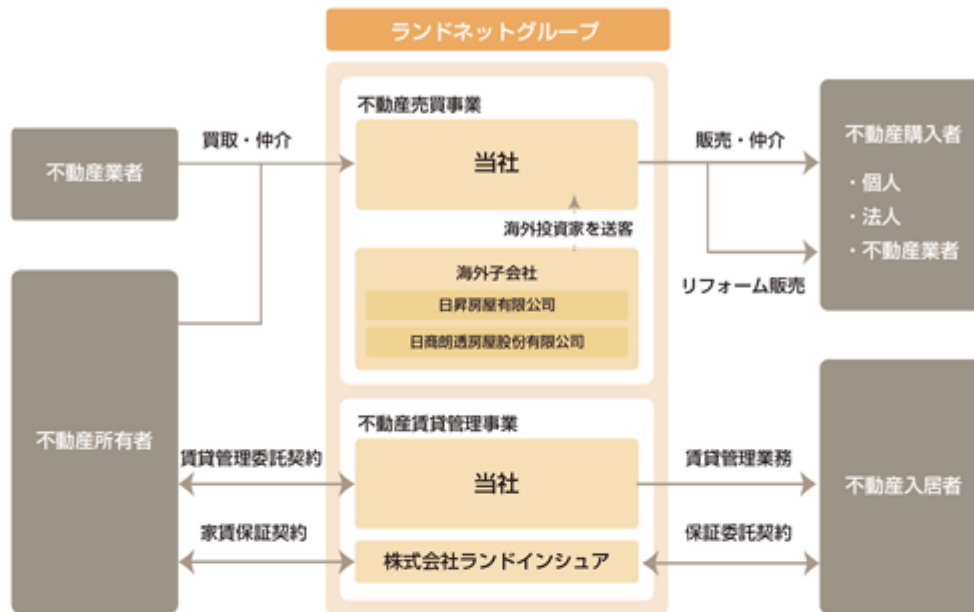 ランドネットグループ
不動産売買事業
不動産業者
買取・仲介
当社
販売・仲介
不動産購入者
・個人
・法人
・不動産業者
海外投資家を送客
リフォーム販売
海外子会社
日昇房屋有限公司
日商朗透房屋股份有限公司
不動産所有者
不動産賃貸管理事業
賃貸管理委託契約
当社
賃貸管理業務
不動産入居者
家賃保証契約
株式会社ランドインシュア
保証委託契約